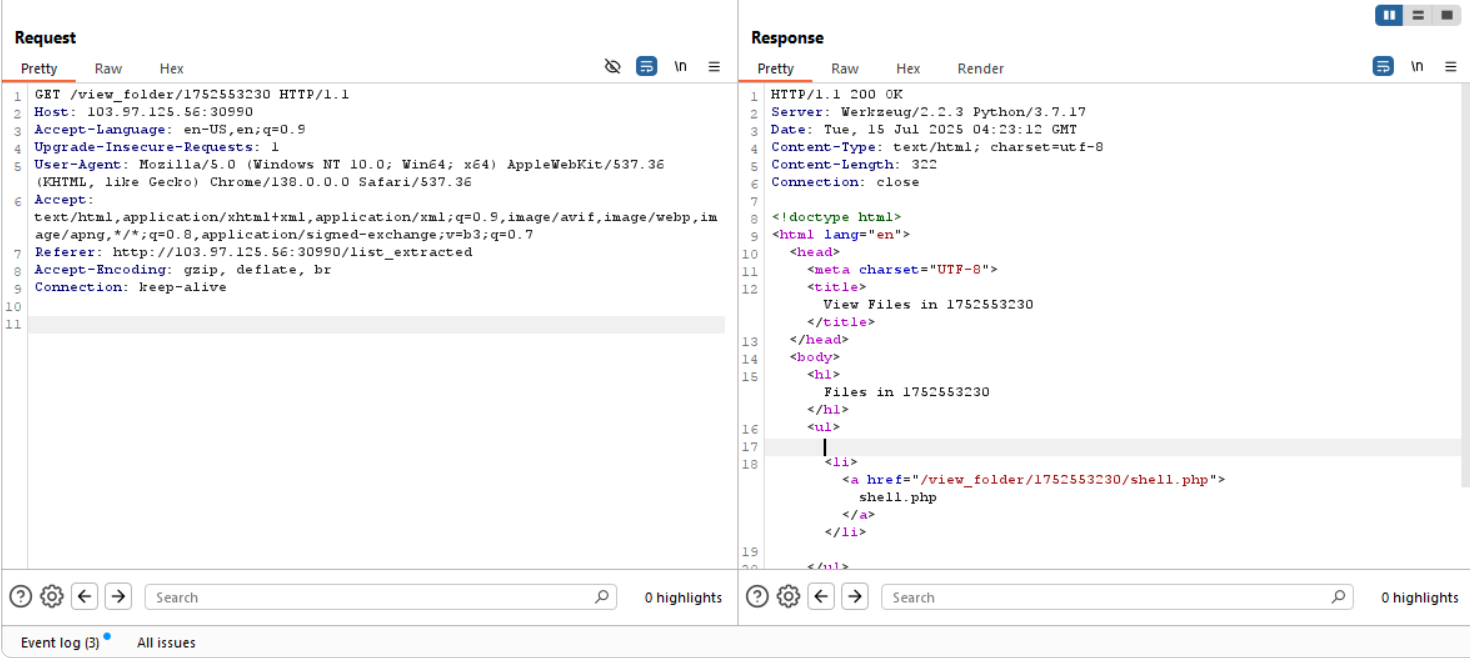 Request
Pretty Raw Hex \n
1 GET /view_folder/1752553230 HTTP/1.1
2 Host: 103.97.125.56:30990
3 Accept-Language: en-US,en;q=0.9
4 Upgrade-Insecure-Requests: 1
5 User-Agent: Mozilla/5.0 (Windows NT 10.0; Win64; x64) AppleWebKit/537.36
(KHTML, like Gecko) Chrome/138.0.0.0 Safari/537.36
6 Accept:
text/html,application/xhtml+xml,application/xml;q=0.9,image/avif,image/webp,im
age/apng,*/*;q=0.8,application/signed-exchange;v=b3;q=0.7
7 Referer: http://103.97.125.56:30990/list_extracted
8 Accept-Encoding: gzip, deflate, br
9 Connection: keep-alive
10
11
Search
0 highlights
Response
Pretty Raw Hex Render \n
1 HTTP/1.1 200 OK
2 Server: Werkzeug/2.2.3 Python/3.7.17
3 Date: Tue, 15 Jul 2025 04:23:12 GMT
4 Content-Type: text/html; charset=utf-8
5 Content-Length: 322
6 Connection: close
7
8 <!doctype html>
9 <html lang="en">
10 <head>
11 <meta charset="UTF-8">
12 <title>
View Files in 1752553230
</title>
13 </head>
14 <body>
15 <h1>
Files in 1752553230
</h1>
16 <ul>
17
18 <li>
<a href="/view_folder/1752553230/shell.php">
shell.php
</a>
</li>
19
20 </ul>
Search
0 highlights
Event log (3) All issues